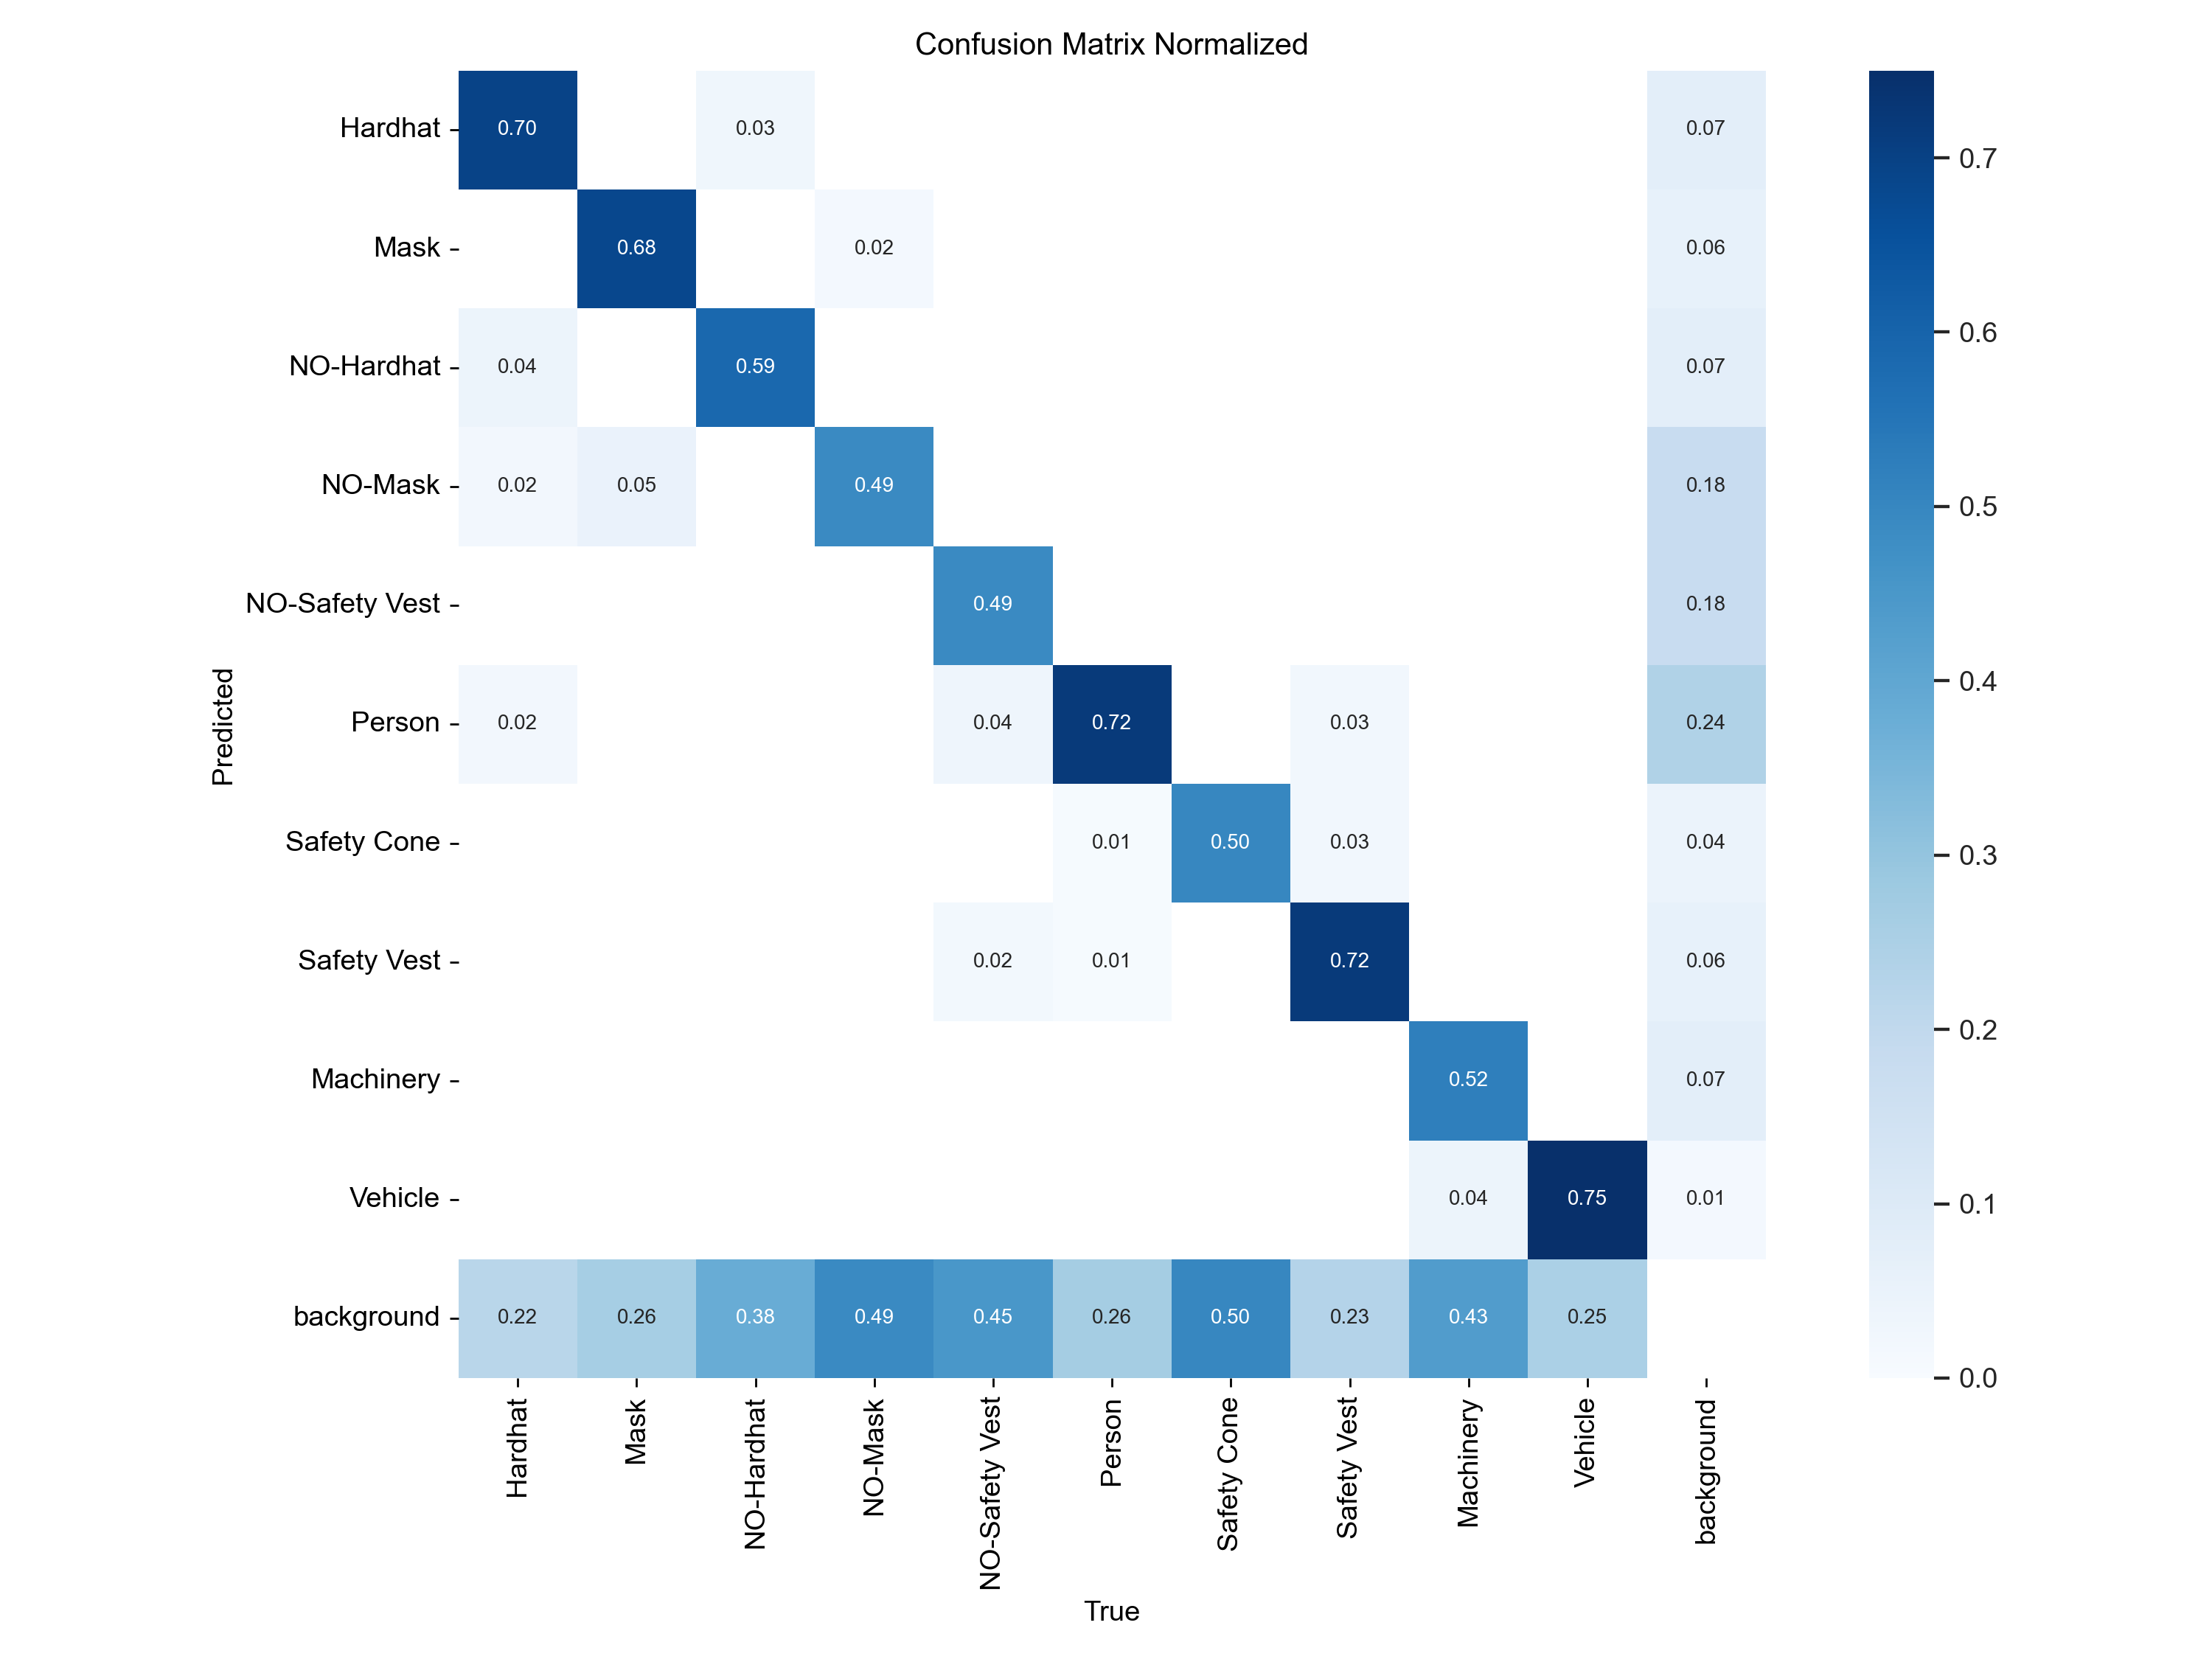 Confusion Matrix Normalized
Predicted
Hardhat 0.70 0.03 0.07
Mask 0.68 0.02 0.06
NO-Hardhat 0.04 0.59 0.07
NO-Mask 0.02 0.05 0.49 0.18
NO-Safety Vest 0.49 0.18
Person 0.02 0.04 0.72 0.03 0.24
Safety Cone 0.01 0.50 0.03 0.04
Safety Vest 0.02 0.01 0.72 0.06
Machinery 0.52 0.07
Vehicle 0.04 0.75 0.01
background 0.22 0.26 0.38 0.49 0.45 0.26 0.50 0.23 0.43 0.25
Hardhat
Mask
NO-Hardhat
NO-Mask
NO-Safety Vest
Person
Safety Cone
Safety Vest
Machinery
Vehicle
background
True
0.7
0.6
0.5
0.4
0.3
0.2
0.1
0.0